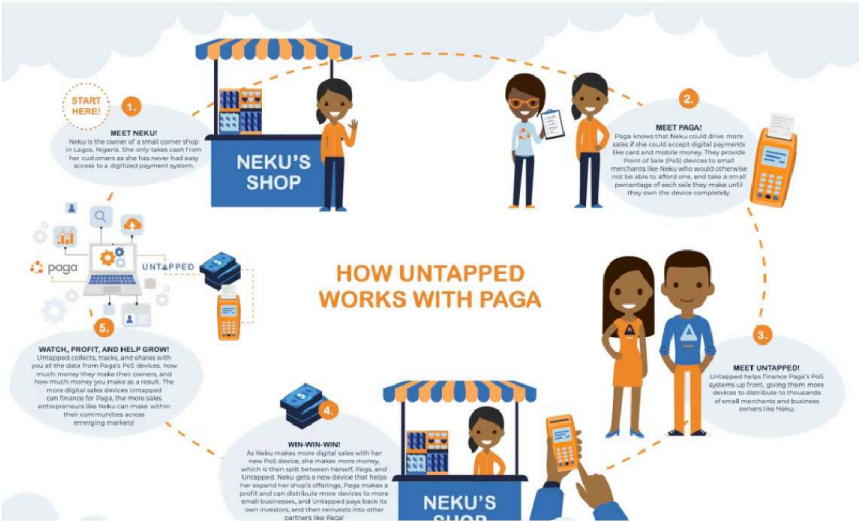 START
HERE!
1.
MEET NEKU!
Neku is the owner of a small corner shop
in Lagos, Nigeria. She only takes cash from
her customers as she has never had easy
access to a digitized payment system.
NEKU'S
SHOP
2.
MEET PAGA!
Paga knows that Neku could drive more
sales if she could accept digital payments
like card and mobile money. They provide
Point of Sale (PoS) devices to small
merchants like Neku who would otherwise
not be able to afford one, and take a small
percentage of each sale they make until
they own the device completely.
HOW UNTAPPED
WORKS WITH PAGA
3.
MEET UNTAPPED!
Untapped helps finance Paga's PoS
systems up front, giving them more
devices to distribute to thousands
of small merchants and business
owners like Neku.
4.
WIN-WIN-WIN!
As Neku makes more digital sales with her
new PoS device, she makes more money,
which is then split between herself, Paga, and
Untapped. Neku gets a new device that helps
her expand her shop's offerings, Paga makes a
profit and can distribute more devices to more
small businesses, and Untapped pays back its
own investors, and then reinvests into other
partners like Paga!
NEKU'S
SHOP
paga
UNTAPPED
5.
WATCH, PROFIT, AND HELP GROW!
Untapped collects, tracks, and shares with
you all the data from Paga's PoS devices, how
much money they make their owners, and
how much money you make as a result. The
more digital sales devices Untapped
can finance for Paga, the more sales
entrepreneurs like Neku can make within
their communities across
emerging markets!